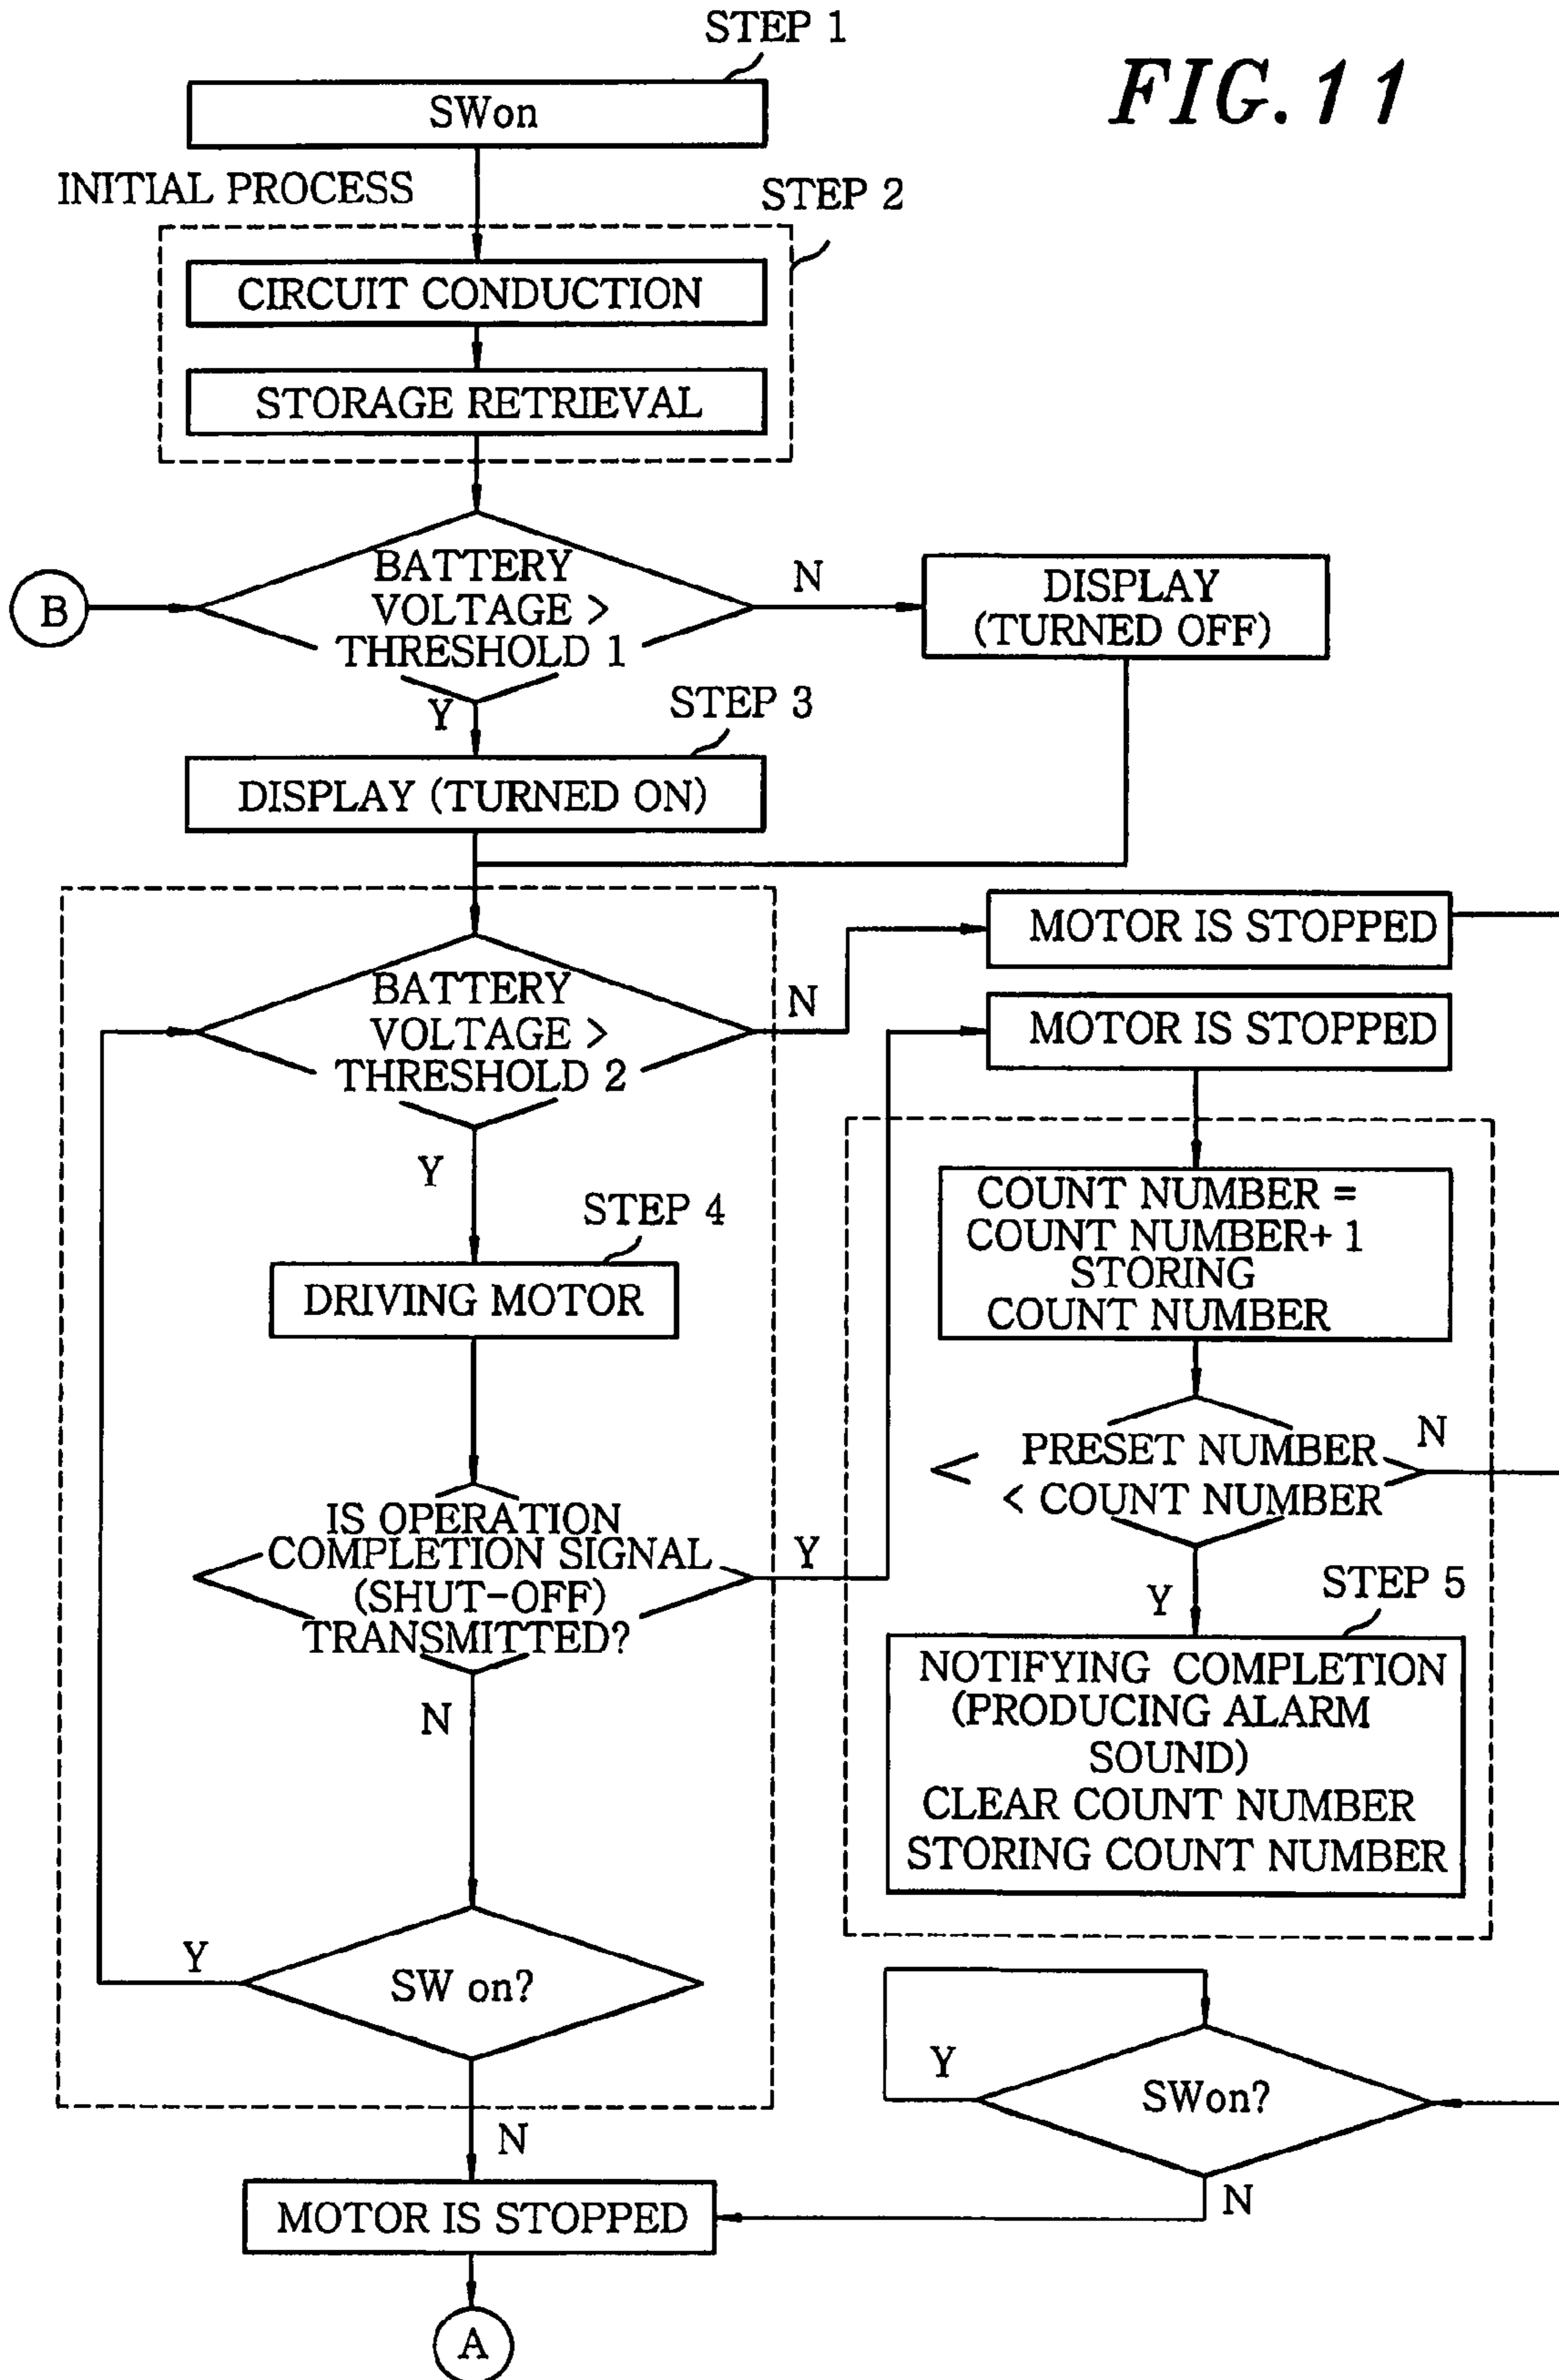 STEP 1
FIG.11
SWon
INITIAL PROCESS
STEP 2
CIRCUIT CONDUCTION
STORAGE RETRIEVAL
B
BATTERY
VOLTAGE >
THRESHOLD 1
N
DISPLAY
(TURNED OFF)
Y
STEP 3
DISPLAY (TURNED ON)
MOTOR IS STOPPED
BATTERY
VOLTAGE >
THRESHOLD 2
N
MOTOR IS STOPPED
Y
STEP 4
DRIVING MOTOR
COUNT NUMBER =
COUNT NUMBER+ 1
STORING
COUNT NUMBER
PRESET NUMBER
< COUNT NUMBER
N
IS OPERATION
COMPLETION SIGNAL
(SHUT-OFF)
TRANSMITTED?
Y
N
Y
STEP 5
NOTIFYING COMPLETION
(PRODUCING ALARM
SOUND)
CLEAR COUNT NUMBER
STORING COUNT NUMBER
Y
SW on?
N
Y
SWon?
N
MOTOR IS STOPPED
A